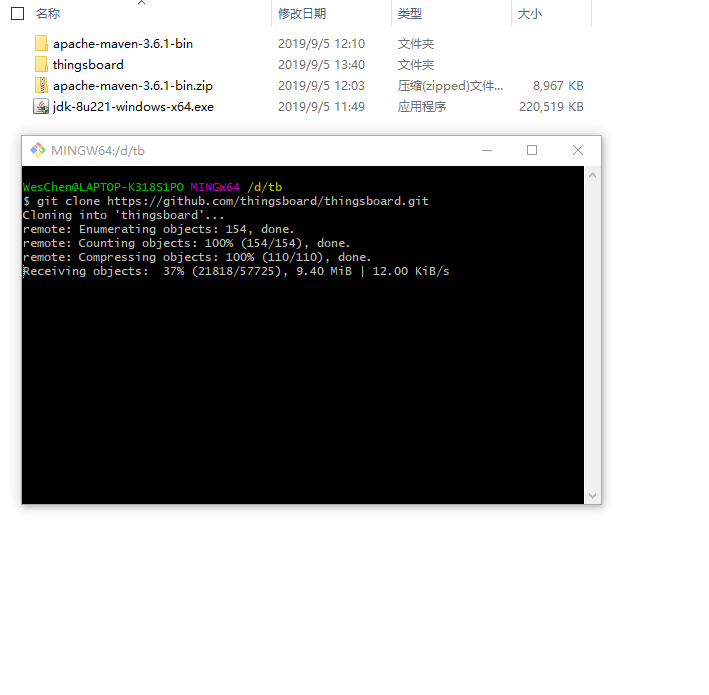 名称 修改日期 类型 大小
apache-maven-3.6.1-bin 2019/9/5 12:10 文件夹
thingsboard 2019/9/5 13:40 文件夹
apache-maven-3.6.1-bin.zip 2019/9/5 12:03 压缩(zipped)文件... 8,967 KB
jdk-8u221-windows-x64.exe 2019/9/5 11:49 应用程序 220,519 KB
MINGW64:/d/tb
WesChen@LAPTOP-K318S1PO MINGW64 /d/tb
$ git clone https://github.com/thingsboard/thingsboard.git
Cloning into 'thingsboard'...
remote: Enumerating objects: 154, done.
remote: Counting objects: 100% (154/154), done.
remote: Compressing objects: 100% (110/110), done.
Receiving objects:  37% (21818/57725), 9.40 MiB | 12.00 KiB/s